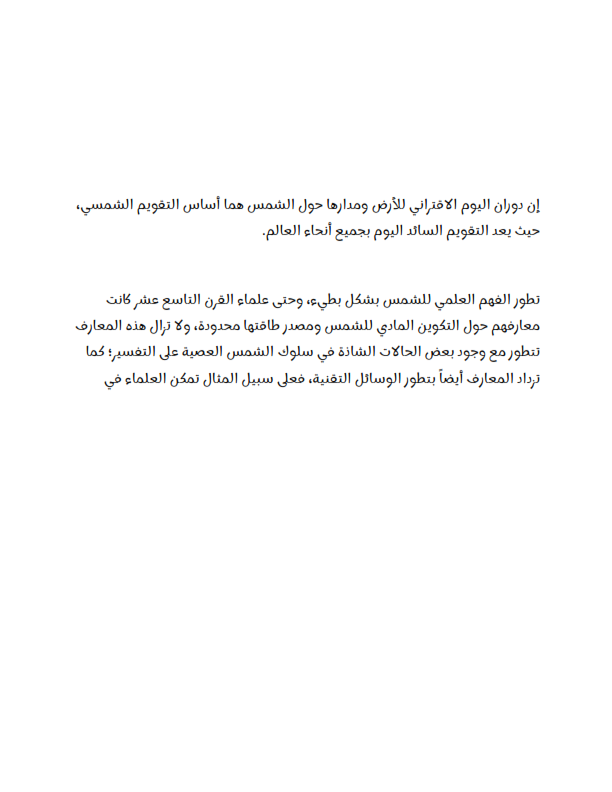 إن دوران اليوم الاقتراني للأرض ومدارها حول الشمس هما أساس التقويم الشمسي،
حيث يعد التقويم السائد اليوم بجميع أنحاء العالم.
تطور الفهم العلمي للشمس بشكل بطيء، وحتى علماء القرن التاسع عشر كانت
معارفهم حول التكوين المادي للشمس ومصدر طاقتها محدودة، ولا تزال هذه المعارف
تتطور مع وجود بعض الحالات الشاذة في سلوك الشمس العصية على التفسير؛ كما
تزداد المعارف أيضاً بتطور الوسائل التقنية، فعلى سبيل المثال تمكن العلماء في